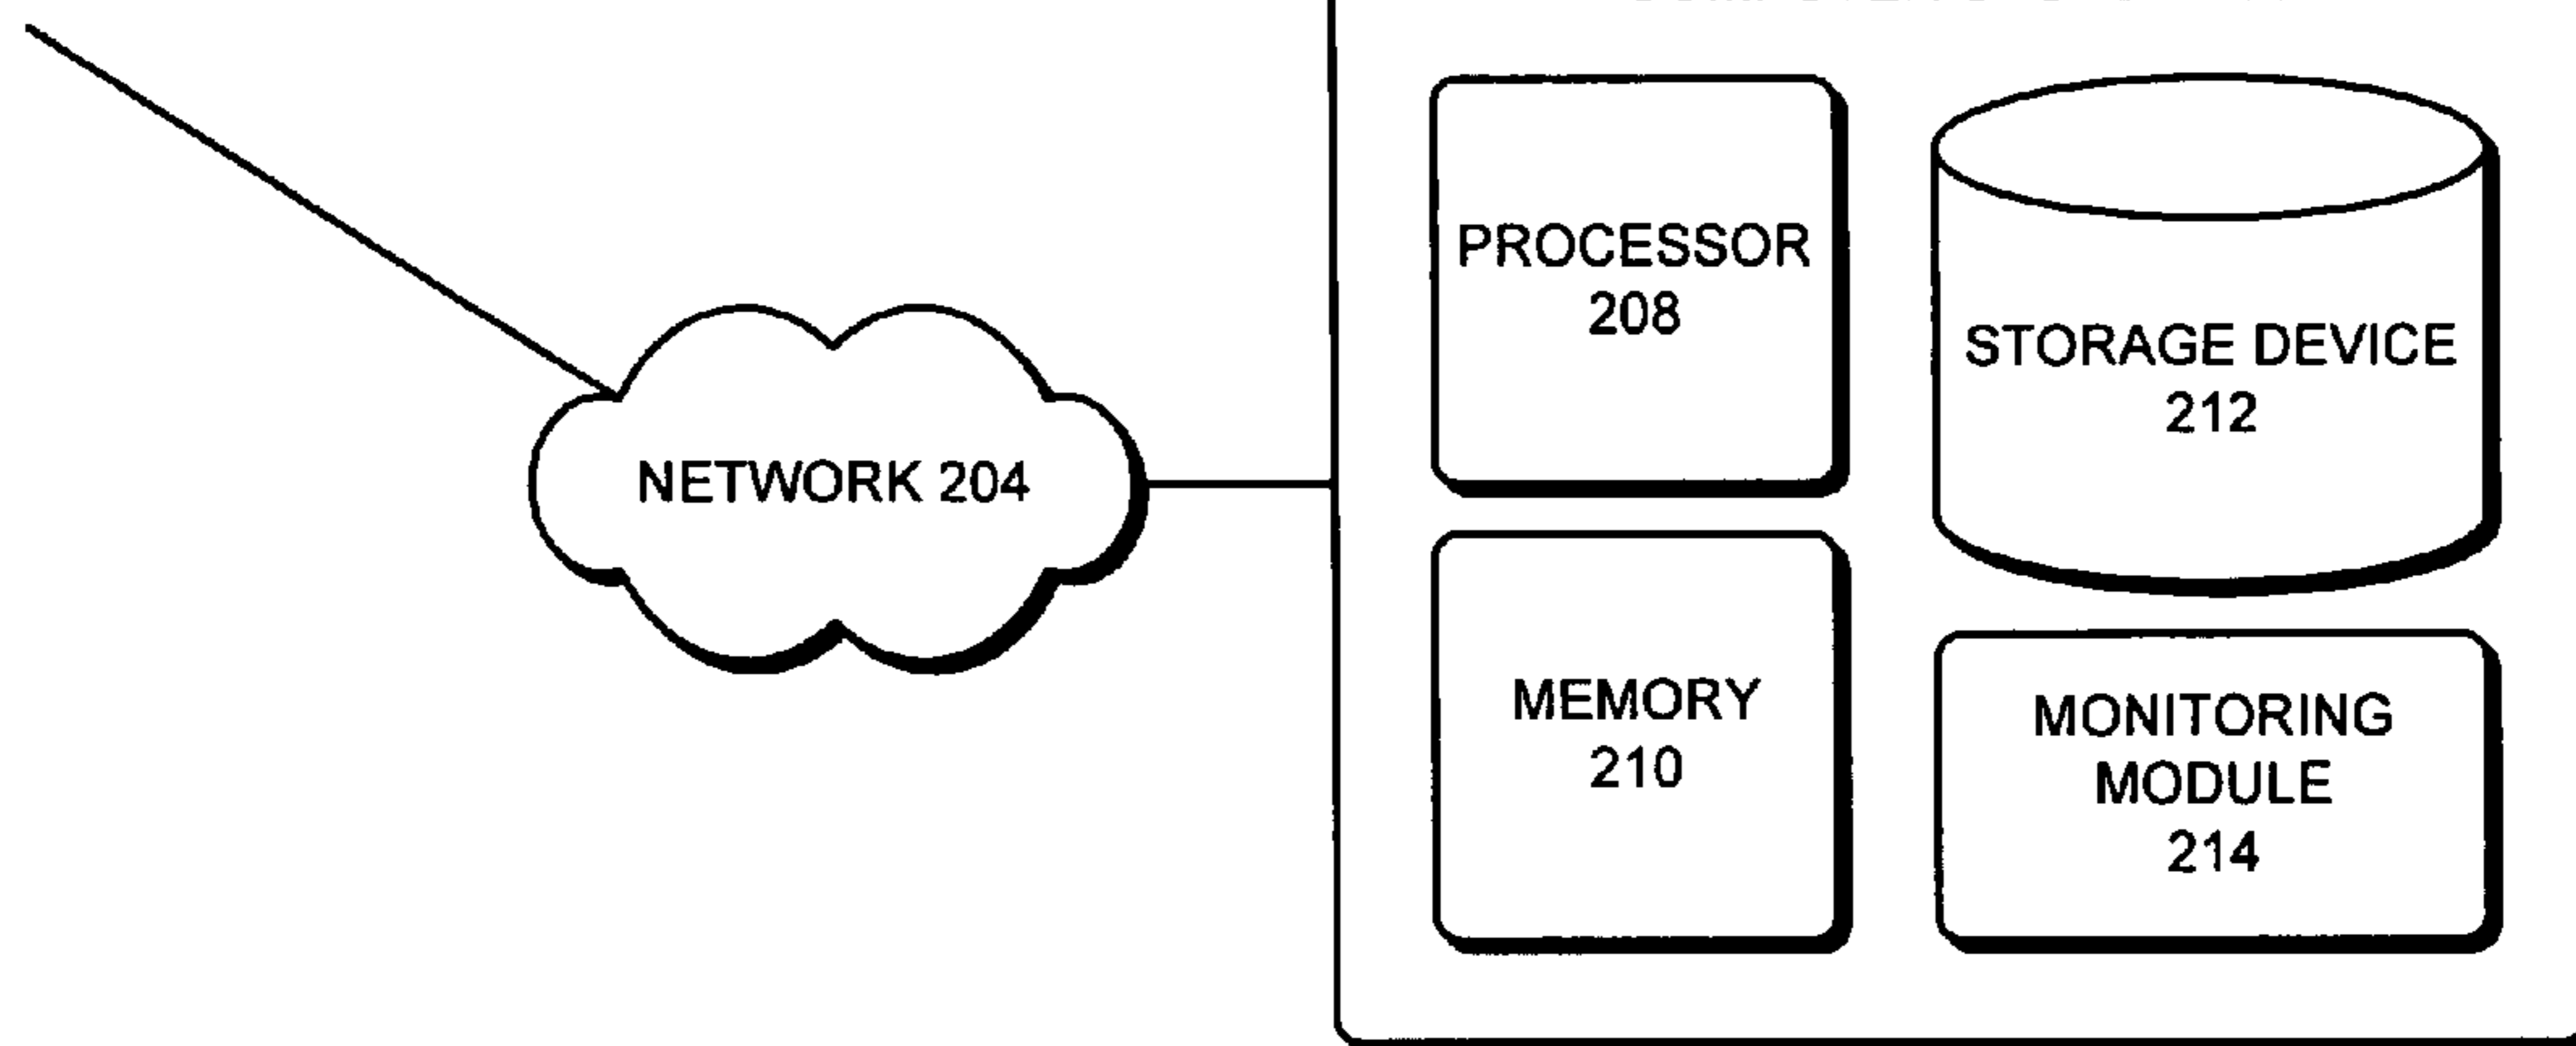 PROCESSOR
208
STORAGE DEVICE
212
NETWORK 204
MEMORY
210
MONITORING
MODULE
214